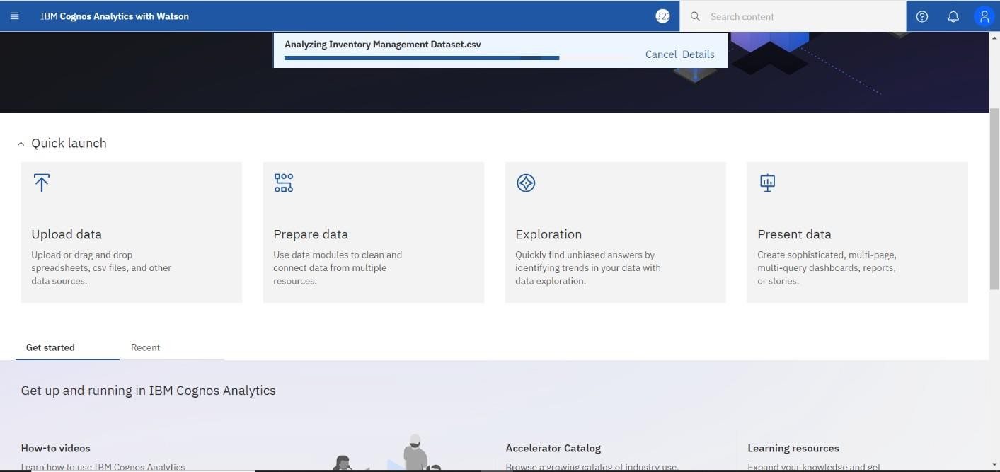 IBM Cognos Analytics with Watson
322
Search content
Analyzing Inventory Management Dataset.csv
Cancel Details
Quick launch
Upload data
Upload or drag and drop
spreadsheets, csv files, and other
data sources.
Prepare data
Use data modules to clean and
connect data from multiple
resources.
Exploration
Quickly find unbiased answers by
identifying trends in your data with
data exploration.
Present data
Create sophisticated, multi-page,
multi-query dashboards, reports,
or stories.
Get started
Recent
Get up and running in IBM Cognos Analytics
How-to videos
Learn how to use IBM Cognos Analytics
Accelerator Catalog
Browse a growing catalog of industry use.
Learning resources
Expand your knowledge and get